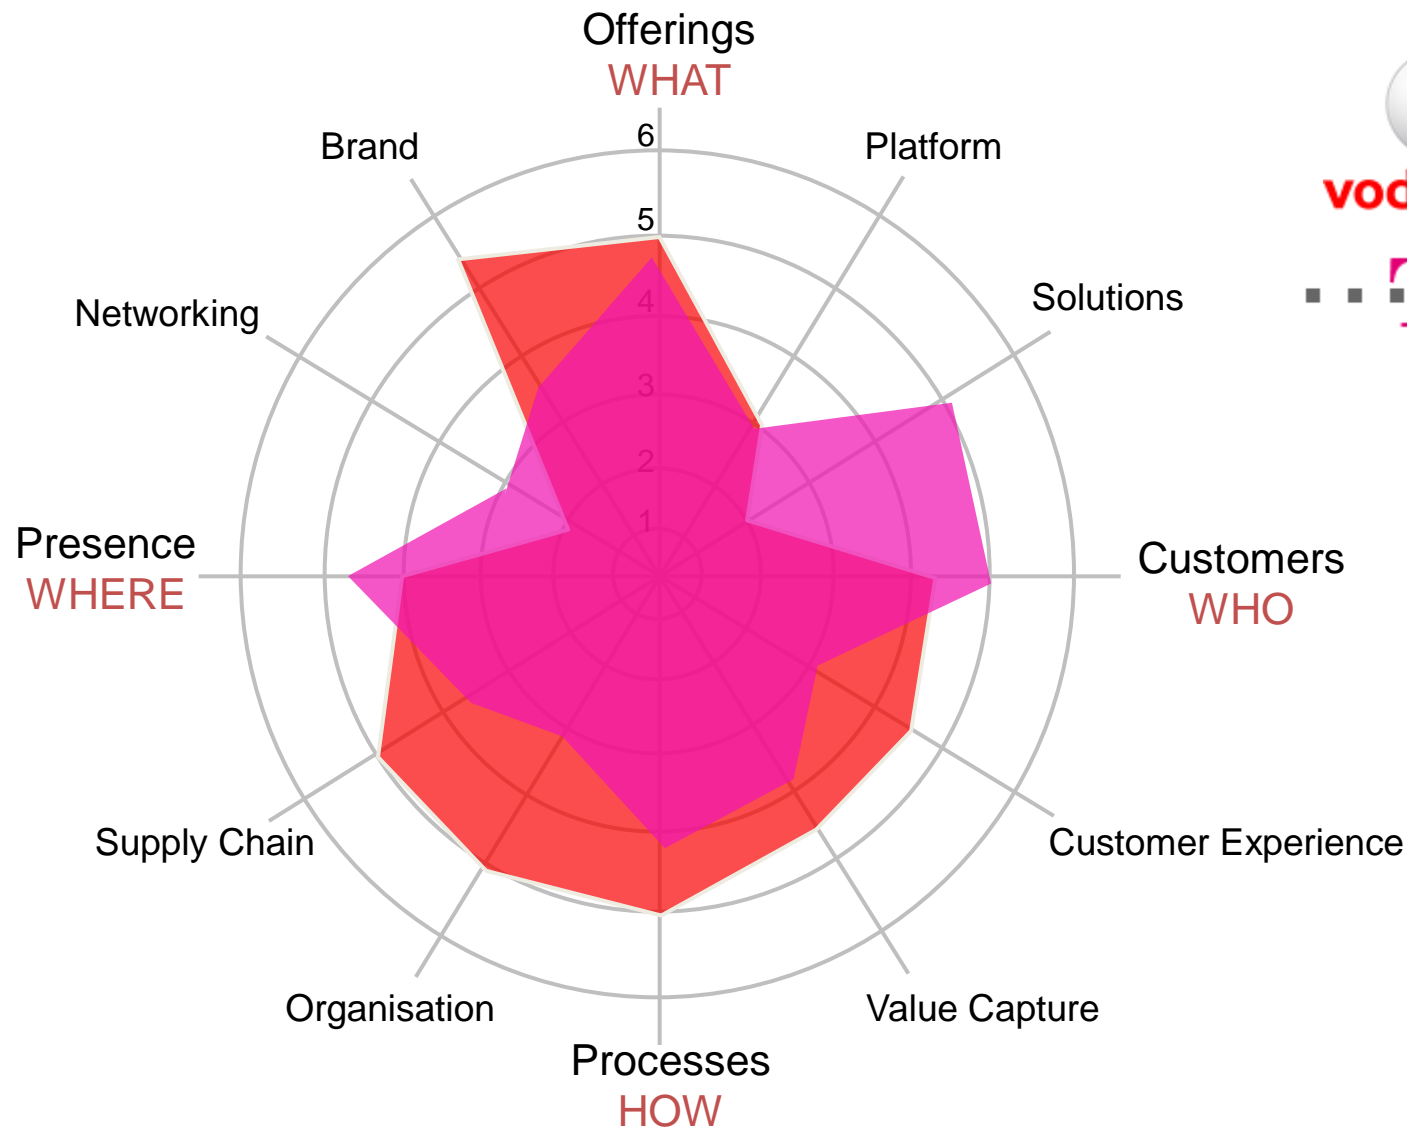 Offerings
WHAT
Brand
Platform
6
5
4
3
2
1
Networking
Solutions
Presence
WHERE
Customers
WHO
Supply Chain
Customer Experience
Organisation
Value Capture
Processes
HOW